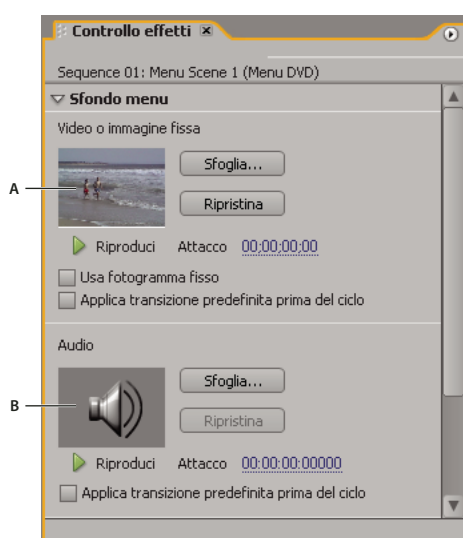 Controllo effetti
Sequence 01: Menu Scene 1 (Menu DVD)
Sfondo menu
Video o immagine fissa
A
Sfoglia...
Ripristina
Riproduci Attacco 00;00;00;00
Usa fotogramma fisso
Applica transizione predefinita prima del ciclo
Audio
B
Sfoglia...
Ripristina
Riproduci Attacco 00:00:00:00000
Applica transizione predefinita prima del ciclo